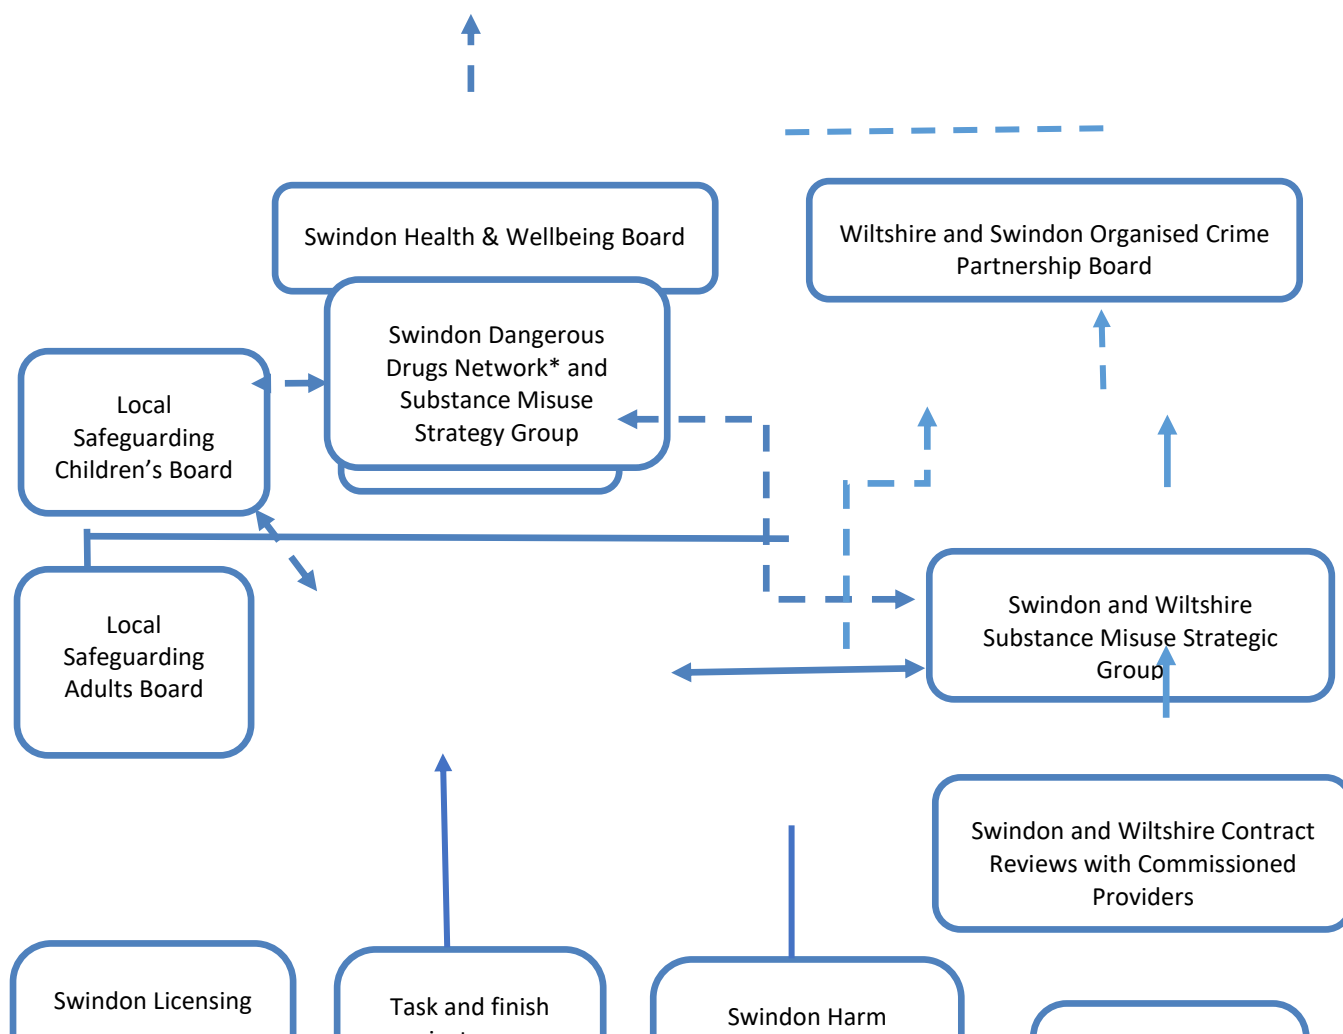 Swindon Health & Wellbeing Board
Wiltshire and Swindon Organised Crime
Partnership Board
Swindon Dangerous
Drugs Network* and
Substance Misuse
Strategy Group
Local
Safeguarding
Children’s Board
Local
Safeguarding
Adults Board
Swindon and Wiltshire
Substance Misuse Strategic
Group
Swindon and Wiltshire Contract
Reviews with Commissioned
Providers
Swindon Licensing
Task and finish
Swindon Harm